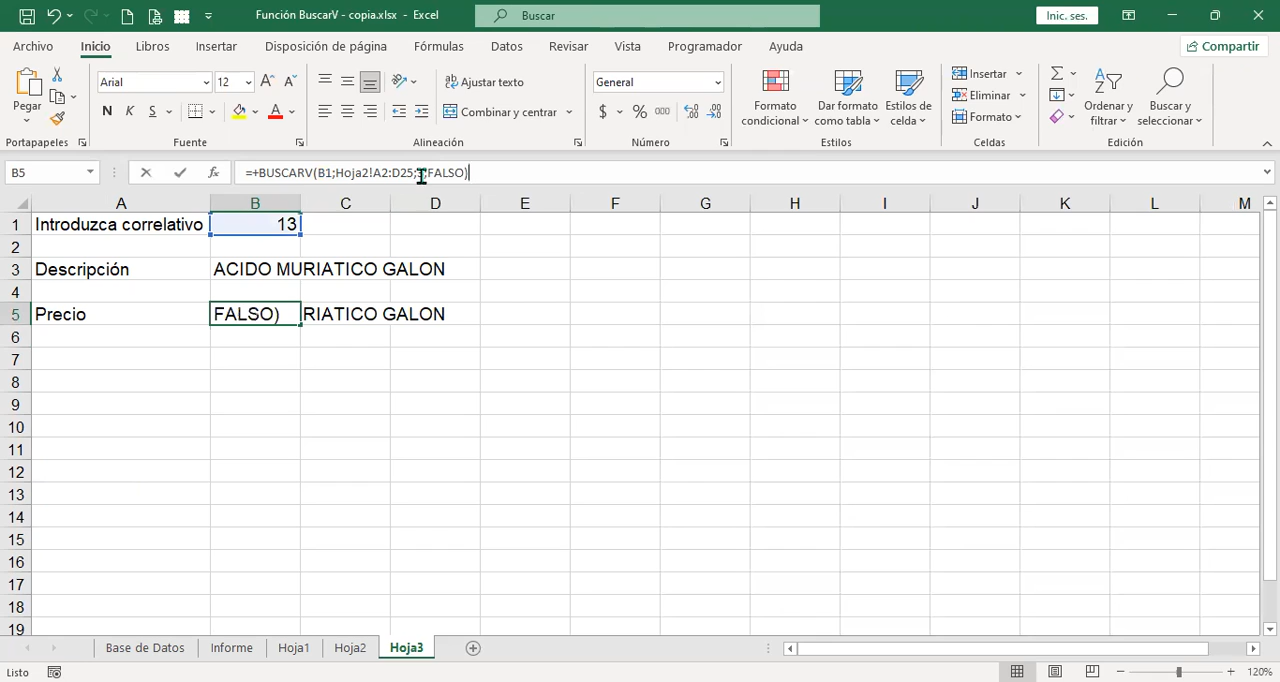 Función BuscarV - copia.xlsx - Excel
Buscar
Inic. ses.
Archivo Inicio Libros Insertar Disposición de página Fórmulas Datos Revisar Vista Programador Ayuda
Compartir
Pegar
Portapapeles
Arial 12
N K S
Fuente
Ajustar texto
Combinar y centrar
Alineación
General
$ % 000
Número
Formato condicional
Dar formato como tabla
Estilos de celda
Estilos
Insertar
Eliminar
Formato
Celdas
Ordenar y filtrar
Buscar y seleccionar
Edición
B5
fx
=+BUSCARV(B1;Hoja2!A2:D25; FALSO)
A B C D E F G H I J K L M
1 Introduzca correlativo 13
2
3 Descripción ACIDO MURIATICO GALON
4
5 Precio FALSO) RIATICO GALON
6
7
8
9
10
11
12
13
14
15
16
17
18
19
Base de Datos Informe Hoja1 Hoja2 Hoja3
Listo
120%